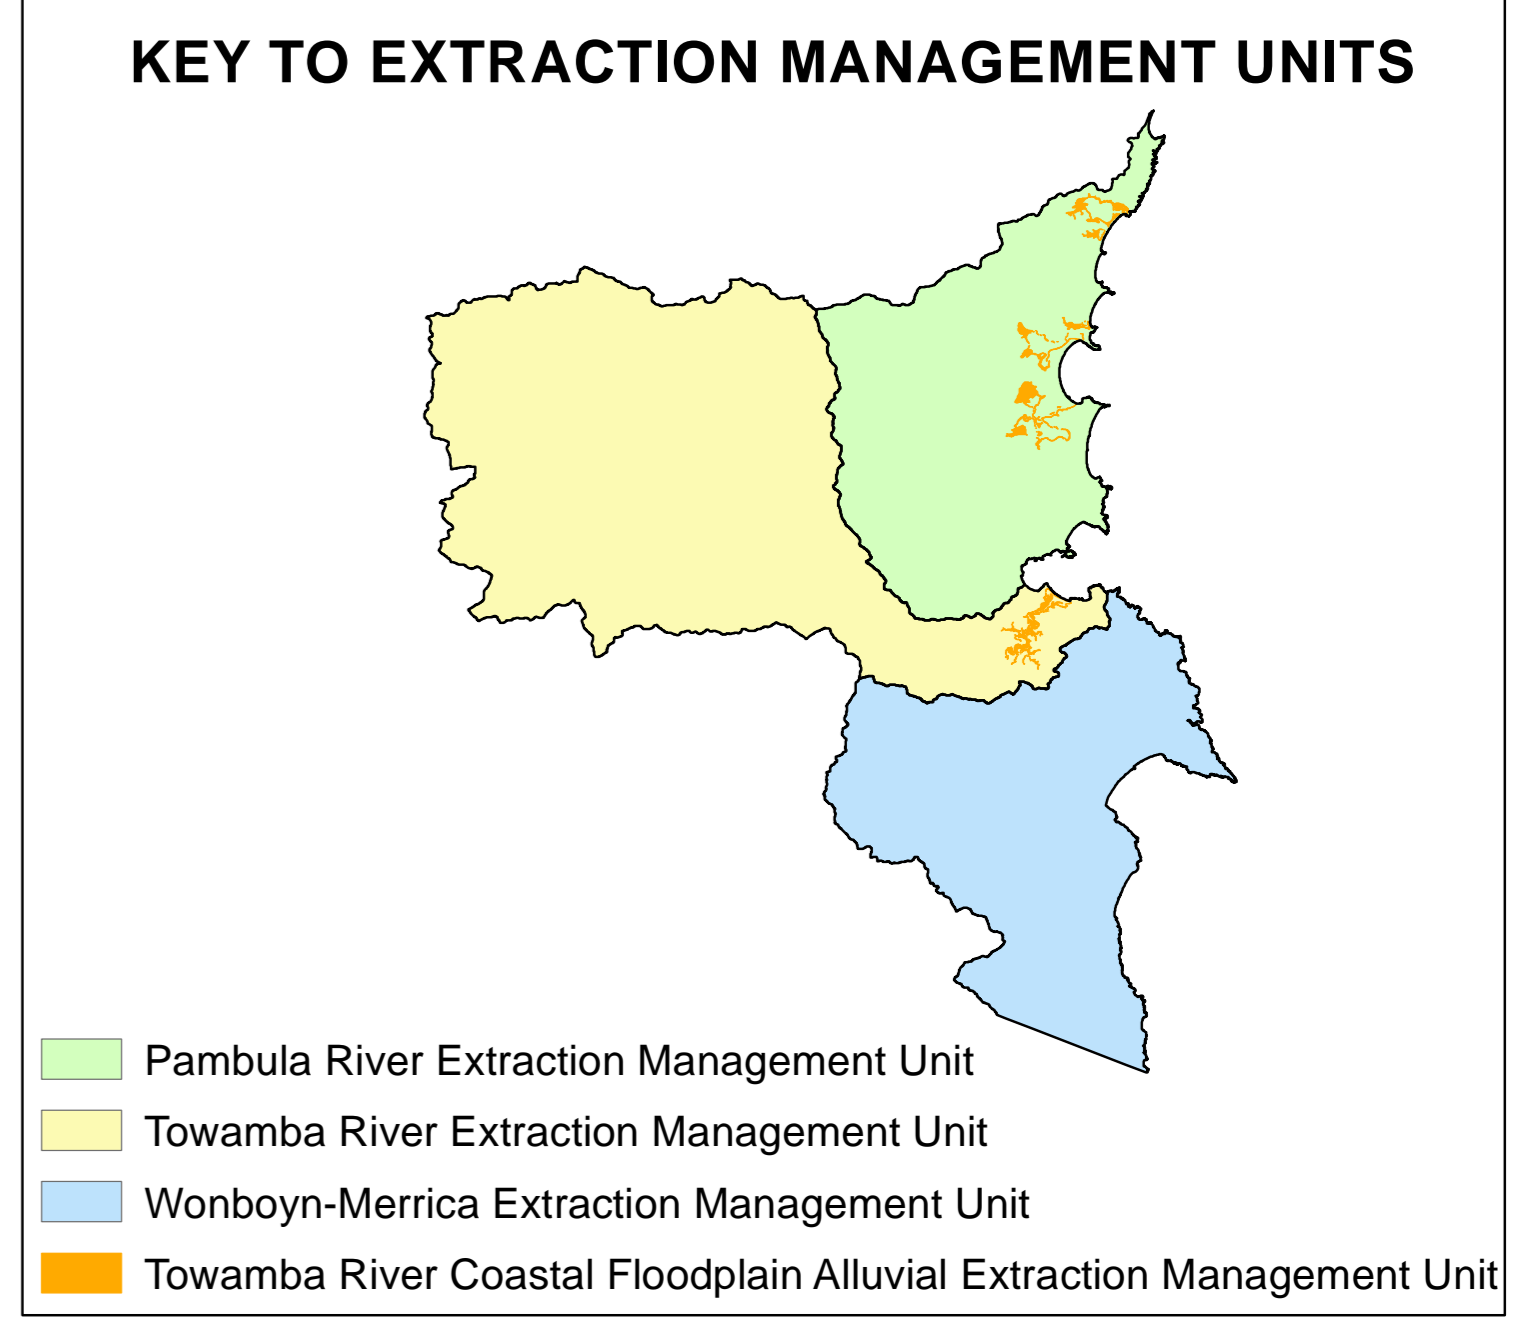 KEY TO EXTRACTION MANAGEMENT UNITS
Pambula River Extraction Management Unit
Towamba River Extraction Management Unit
Wonboyn-Merrica Extraction Management Unit
Towamba River Coastal Floodplain Alluvial Extraction Management Unit